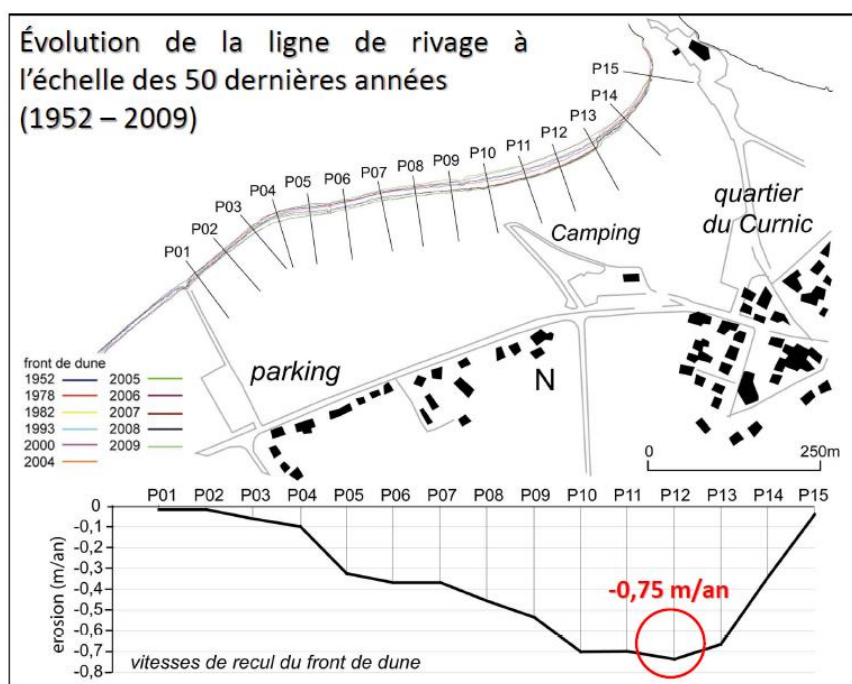 Évolution de la ligne de rivage à
l'échelle des 50 dernières années
(1952 – 2009)
P15
P14
P13
P12
P11
P10
P09
P08
P07
P06
P05
P04
P03
P02
P01
quartier
du Curnic
Camping
parking
N
front de dune
1952 2005
1978 2006
1982 2007
1993 2008
2000 2009
2004
0 250m
P01 P02 P03 P04 P05 P06 P07 P08 P09 P10 P11 P12 P13 P14 P15
erosion (m/an)
0
-0,1
-0,2
-0,3
-0,4
-0,5
-0,6
-0,7
-0,8
-0,75 m/an
vitesses de recul du front de dune